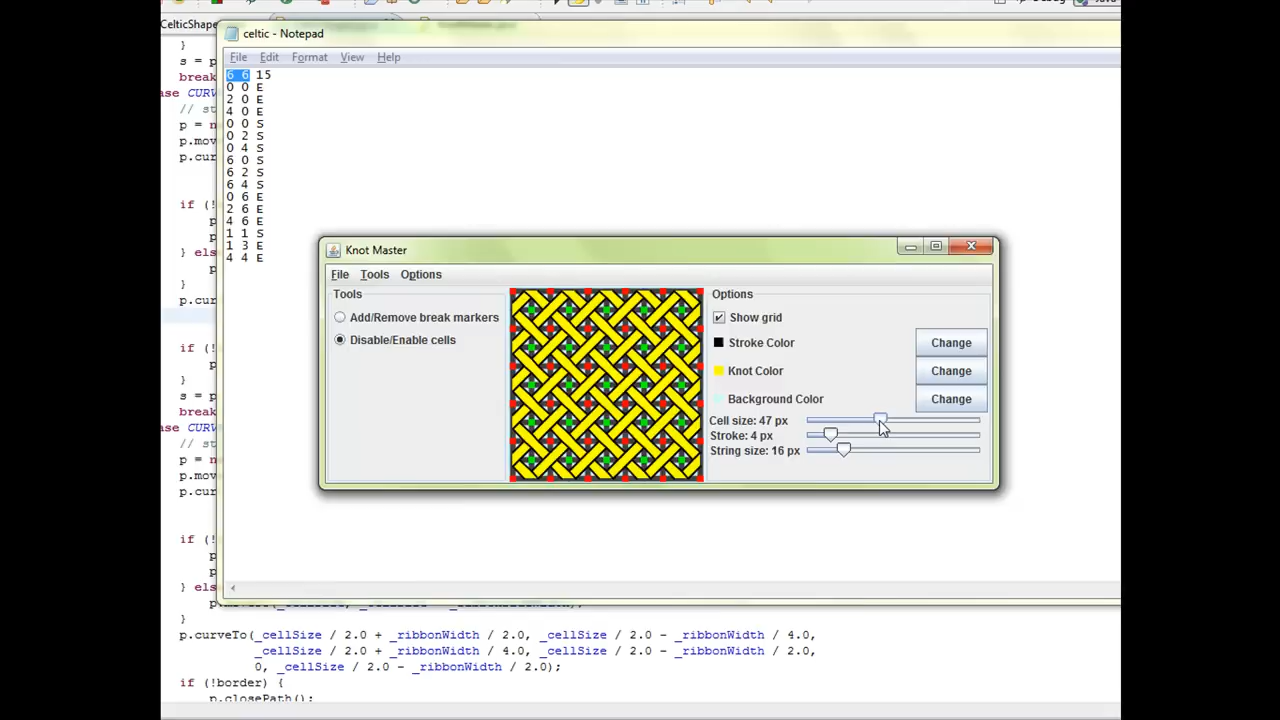 CelticShape
celtic - Notepad
File Edit Format View Help
6 6 15
0 0 E
2 0 E
4 0 E
0 0 S
0 2 S
0 4 S
6 0 S
6 2 S
6 4 S
0 6 E
2 6 E
4 6 E
1 1 S
1 3 E
4 4 E
}
s = p
break
ase CURV
// st
p = n
p.mov
p.cur
if (!
p
} els
p
}
p.cur
if (!
p
}
s = p
break
ase CURV
// st
p = n
p.mov
p.cur
if (!
p
} els
}
p.curveTo(_cellSize / 2.0 + _ribbonWidth / 2.0, _cellSize / 2.0 - _ribbonWidth / 4.0,
_cellSize / 2.0 + _ribbonWidth / 4.0, _cellSize / 2.0 - _ribbonWidth / 2.0,
0, _cellSize / 2.0 - _ribbonWidth / 2.0);
if (!border) {
p.closePath();
Knot Master
File Tools Options
Tools
Add/Remove break markers
Disable/Enable cells
Options
Show grid
Stroke Color Change
Knot Color Change
Background Color Change
Cell size: 47 px
Stroke: 4 px
String size: 16 px